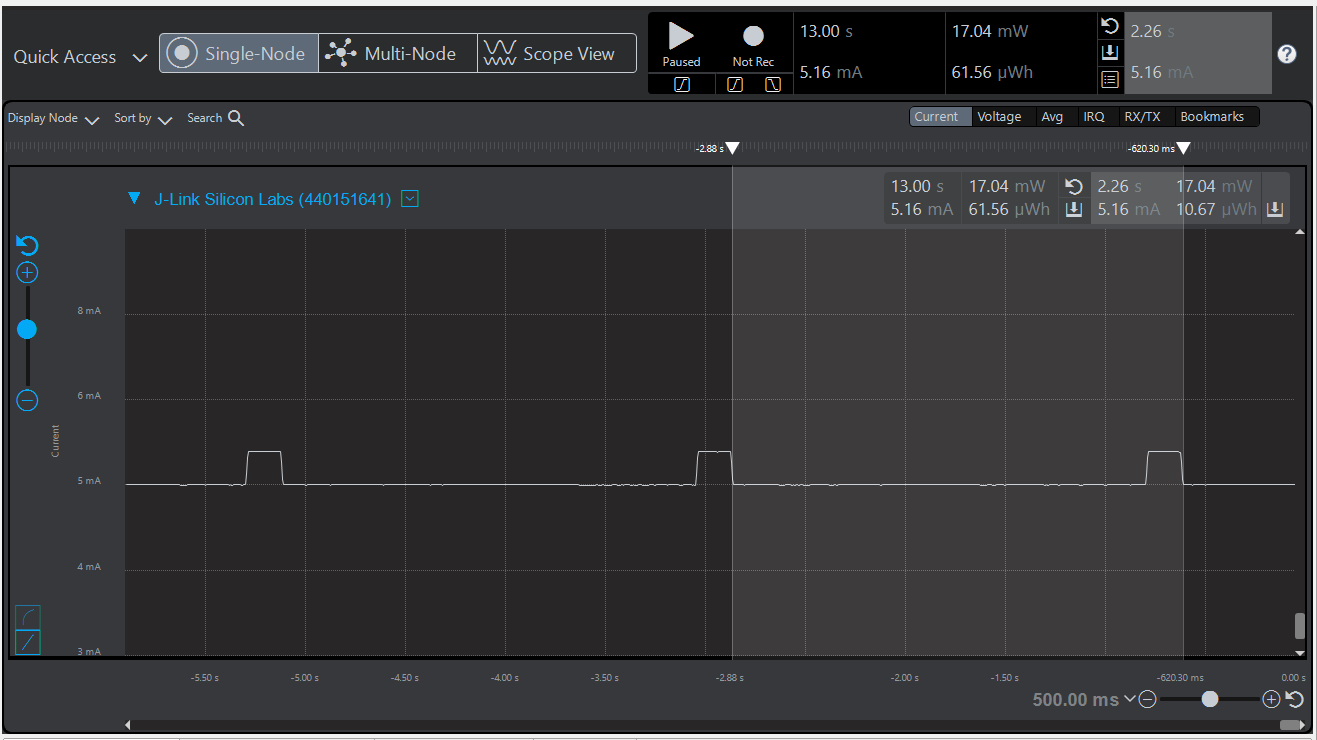 Quick Access
Single-Node
Multi-Node
Scope View
Paused
Not Rec
13.00 s
5.16 mA
17.04 mW
61.56 µWh
2.26 s
5.16 mA
?
Display Node
Sort by
Search
Current
Voltage
Avg
IRQ
RX/TX
Bookmarks
-2.88 s
-620.30 ms
J-Link Silicon Labs (440151641)
13.00 s
5.16 mA
17.04 mW
61.56 µWh
2.26 s
5.16 mA
17.04 mW
10.67 µWh
8 mA
6 mA
5 mA
4 mA
3 mA
Current
-5.50 s
-5.00 s
-4.50 s
-4.00 s
-3.50 s
-2.88 s
-2.00 s
-1.50 s
-620.30 ms
0.00 s
500.00 ms